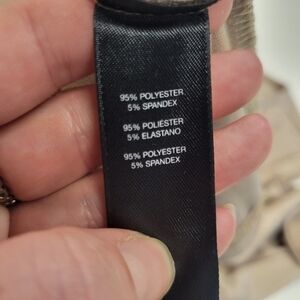 95% POLYESTER
5% SPANDEX
95% POLIÉSTER
5% ELASTANO
95% POLYESTER
5% SPANDEX